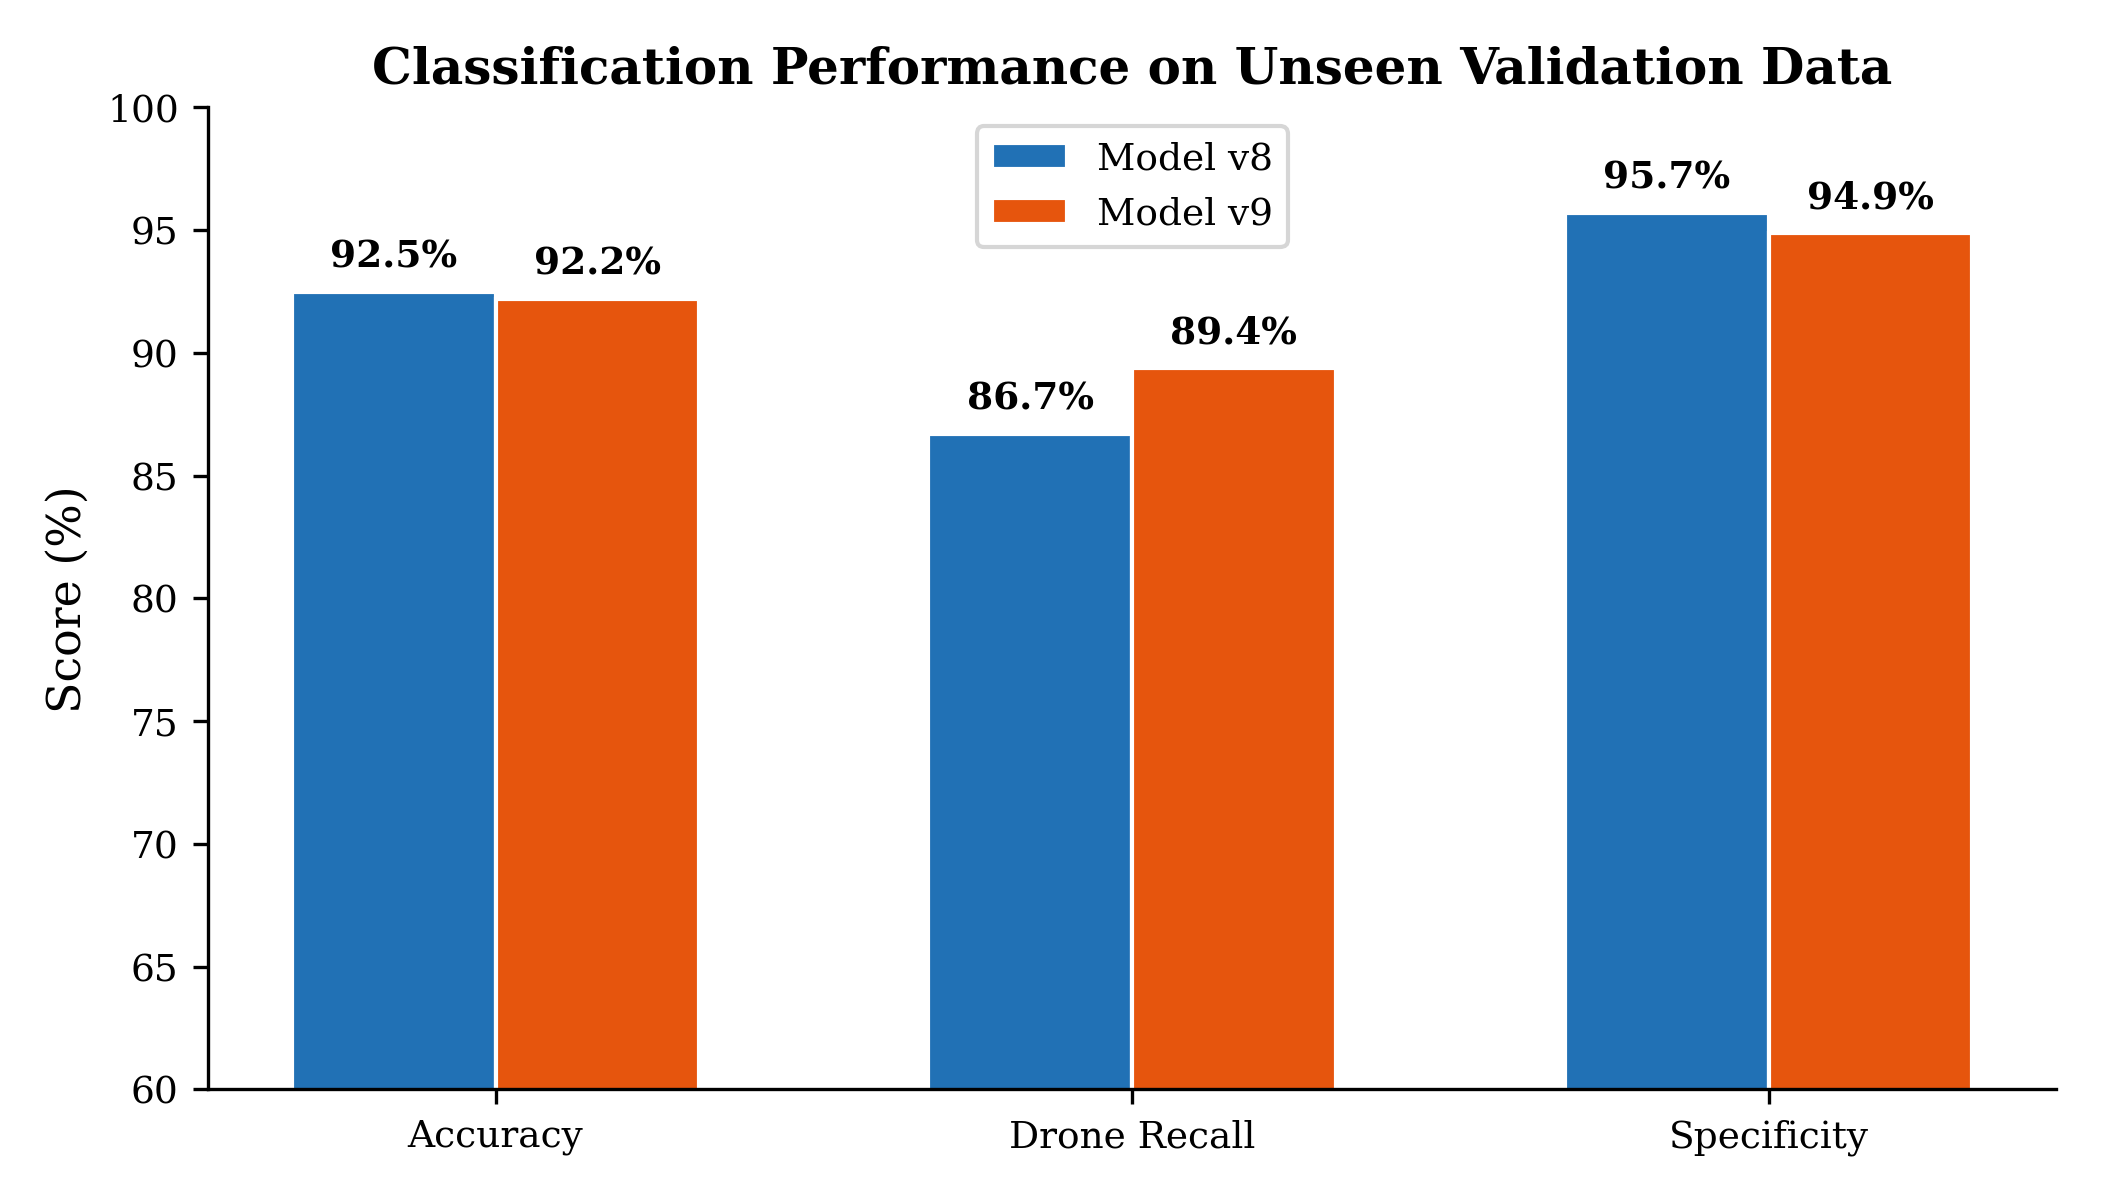 Classification Performance on Unseen Validation Data
Score (%)
100
95
90
85
80
75
70
65
60
Model v8
Model v9
92.5%
92.2%
86.7%
89.4%
95.7%
94.9%
Accuracy
Drone Recall
Specificity